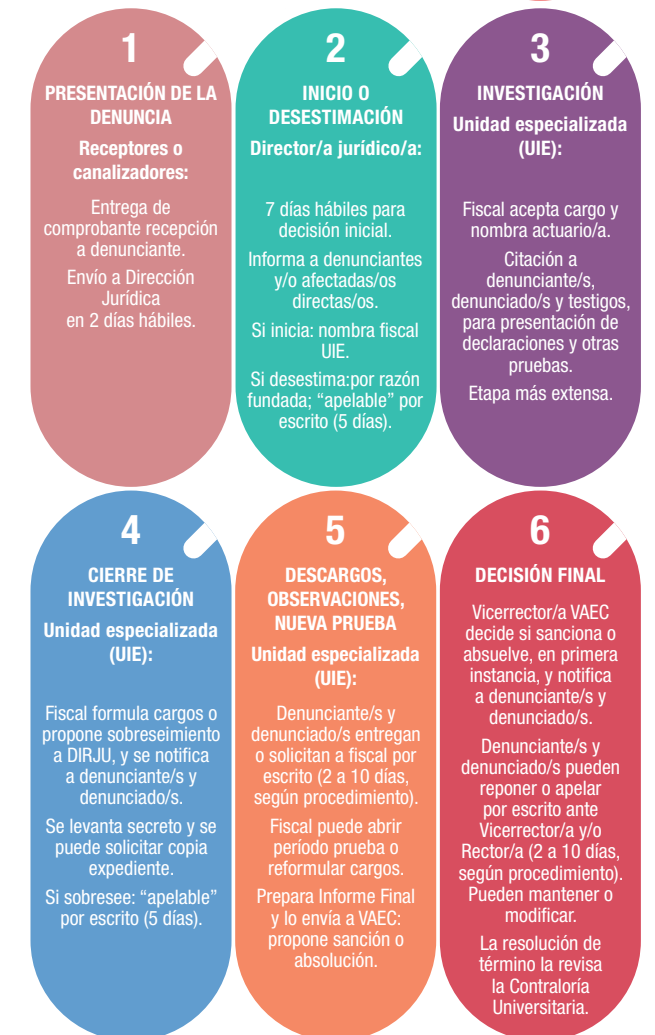 1
PRESENTACIÓN DE LA
DENUNCIA
Receptores o
canalizadores:
Entrega de
comprobante recepción
a denunciante.
Envío a Dirección
Jurídica
en 2 días hábiles.
2
INICIO O
DESESTIMACIÓN
Director/a jurídico/a:
7 días hábiles para
decisión inicial.
Informa a denunciantes
y/o afectadas/os
directas/os.
Si inicia: nombra fiscal
UIE.
Si desestima:por razón
fundada; “apelable” por
escrito (5 días).
3
INVESTIGACIÓN
Unidad especializada
(UIE):
Fiscal acepta cargo y
nombra actuario/a.
Citación a
denunciante/s,
denunciado/s y testigos,
para presentación de
declaraciones y otras
pruebas.
Etapa más extensa.
4
CIERRE DE
INVESTIGACIÓN
Unidad especializada
(UIE):
Fiscal formula cargos o
propone sobreseimiento
a DIRJU, y se notifica
a denunciante/s y
denunciado/s.
Se levanta secreto y se
puede solicitar copia
expediente.
Si sobresee: “apelable”
por escrito (5 días).
5
DESCARGOS,
OBSERVACIONES,
NUEVA PRUEBA
Unidad especializada
(UIE):
Denunciante/s y
denunciado/s entregan
o solicitan a fiscal por
escrito (2 a 10 días,
según procedimiento).
Fiscal puede abrir
período prueba o
reformular cargos.
Prepara Informe Final
y lo envía a VAEC:
propone sanción o
absolución.
6
DECISIÓN FINAL
Vicerrector/a VAEC
decide si sanciona o
absuelve, en primera
instancia, y notifica
a denunciante/s y
denunciado/s.
Denunciante/s y
denunciado/s pueden
reponer o apelar
por escrito ante
Vicerrector/a y/o
Rector/a (2 a 10 días,
según procedimiento).
Pueden mantener o
modificar.
La resolución de
término la revisa
la Contraloría
Universitaria.